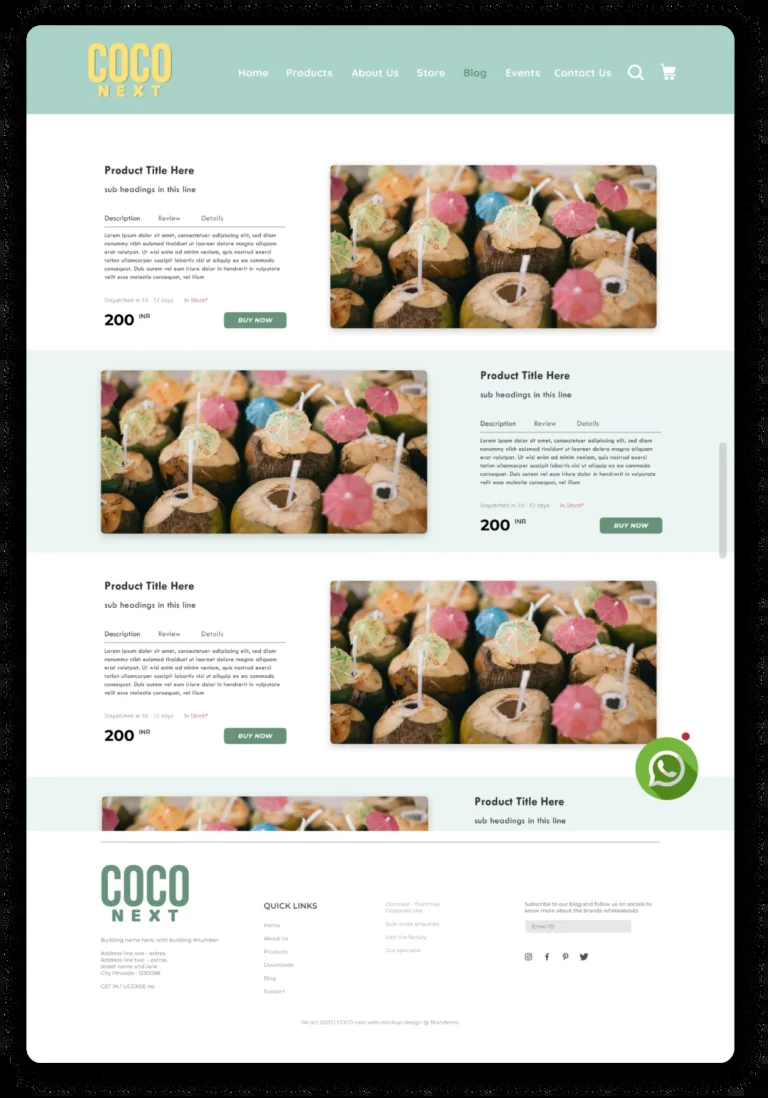 COCO
NEXT
Home Products About Us Store Blog Events Contact Us
Product Title Here
sub headings in this line
Description Review Details
Lorem ipsum dolor sit amet, consectetuer adipiscing elit, sed diam
nonummy nibh euismod tincidunt ut laoreet dolore magna aliquam
erat volutpat. Ut wisi enim ad minim veniam, quis nostrud exerci
tation ullamcorper suscipit lobortis nisl ut aliquip ex ea commodo
consequat. Duis autem vel eum iriure dolor in hendrerit in vulputate
velit esse molestie consequat, vel illum
Dispatched in 10 - 12 days In Stock*
200 INR BUY NOW
Product Title Here
sub headings in this line
Description Review Details
Lorem ipsum dolor sit amet, consectetuer adipiscing elit, sed diam
nonummy nibh euismod tincidunt ut laoreet dolore magna aliquam
erat volutpat. Ut wisi enim ad minim veniam, quis nostrud exerci
tation ullamcorper suscipit lobortis nisl ut aliquip ex ea commodo
consequat. Duis autem vel eum iriure dolor in hendrerit in vulputate
velit esse molestie consequat, vel illum
Dispatched in 10 - 12 days In Stock*
200 INR BUY NOW
Product Title Here
sub headings in this line
Description Review Details
Lorem ipsum dolor sit amet, consectetuer adipiscing elit, sed diam
nonummy nibh euismod tincidunt ut laoreet dolore magna aliquam
erat volutpat. Ut wisi enim ad minim veniam, quis nostrud exerci
tation ullamcorper suscipit lobortis nisl ut aliquip ex ea commodo
consequat. Duis autem vel eum iriure dolor in hendrerit in vulputate
velit esse molestie consequat, vel illum
Dispatched in 10 - 12 days In Stock*
200 INR BUY NOW
Product Title Here
sub headings in this line
COCO
NEXT
Building name here, with building #number.
Address line one - extras,
Address line two - extras,
street name and lane
City Pincode - 1230098
GST IN / LICENSE No.
QUICK LINKS
Home
About Us
Products
Downloads
Blog
Support
Coconext - franchise
Corporate stay
Bulk order enquiries
Visit the factory
Our sponsors
Subscribe to our blog and follow us on socials to
know more about the brands whereabouts
Email ID
04 oct 2020 | COCO next web mockup design @ Brandemic